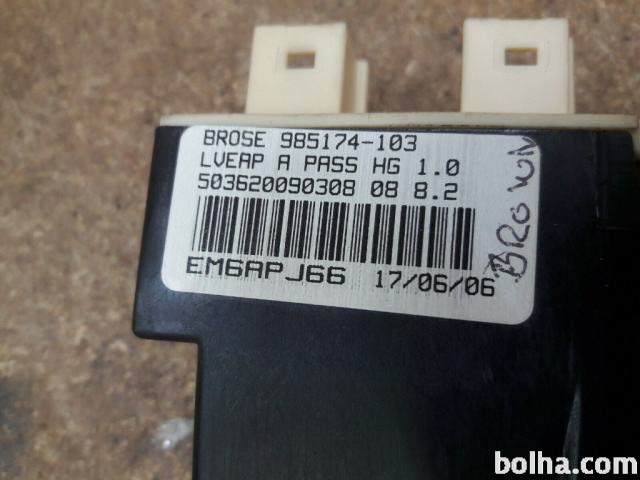 BROSE 985174-103
LVEAP A PASS HG 1.0
503620090308 08 8.2
EM6APJ66 17/06/06
BROWN
bolha.com